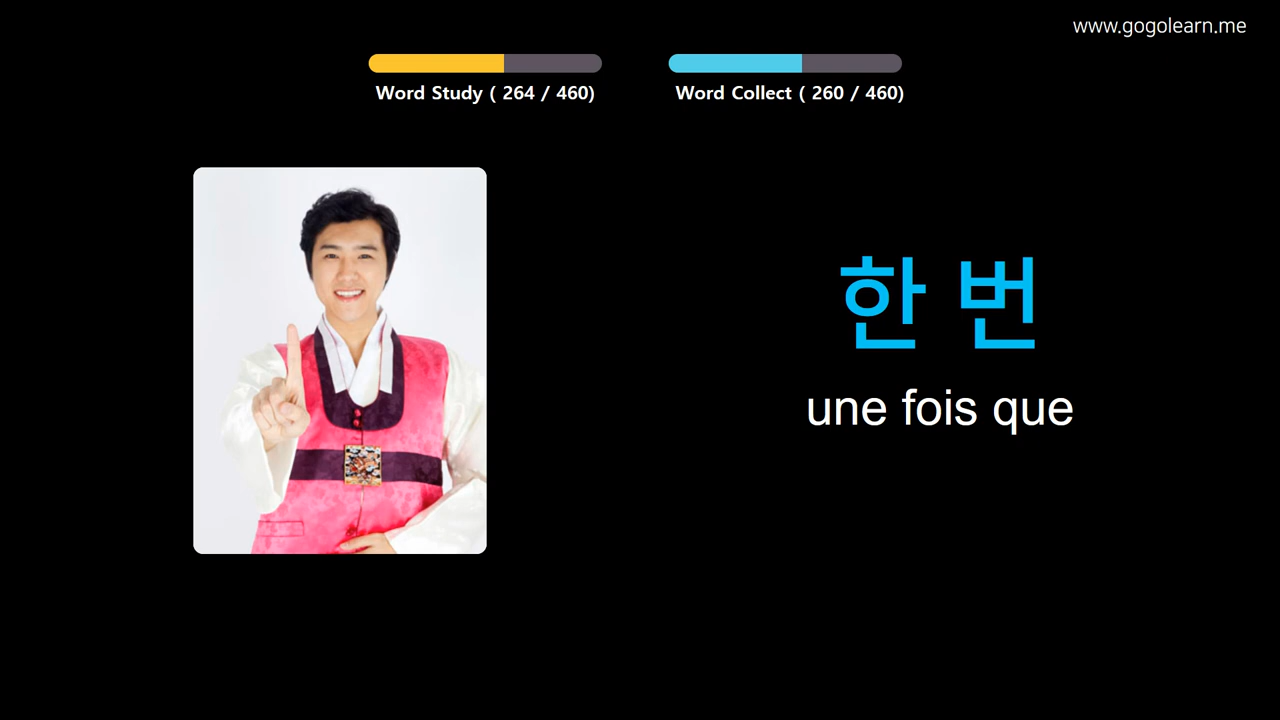 www.gogolearn.me
Word Study ( 264 / 460)
Word Collect ( 260 / 460)
한 번
une fois que